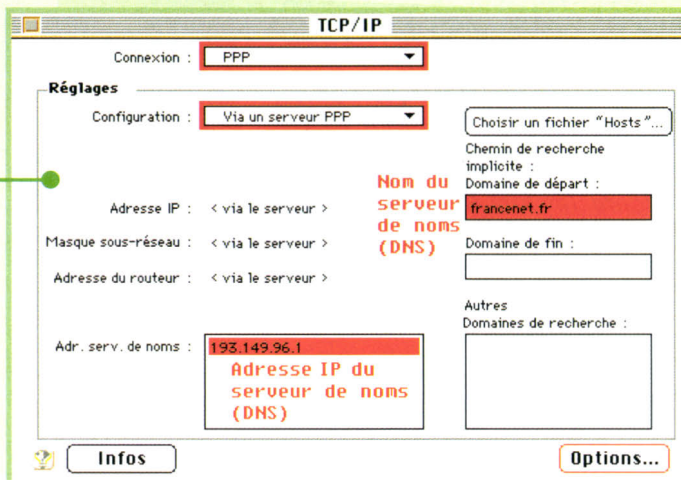 TCP/IP
Connexion : PPP
Réglages
Configuration : Via un serveur PPP
Choisir un fichier "Hosts"...
Chemin de recherche
implicite :
Domaine de départ :
francenet.fr
Nom du
serveur
de noms
(DNS)
Adresse IP : < via le serveur >
Masque sous-réseau : < via le serveur >
Domaine de fin :
Adresse du routeur : < via le serveur >
Autres
Domaines de recherche :
Adr. serv. de noms : 193.149.96.1
Adresse IP du
serveur de noms
(DNS)
?
Infos
Options...